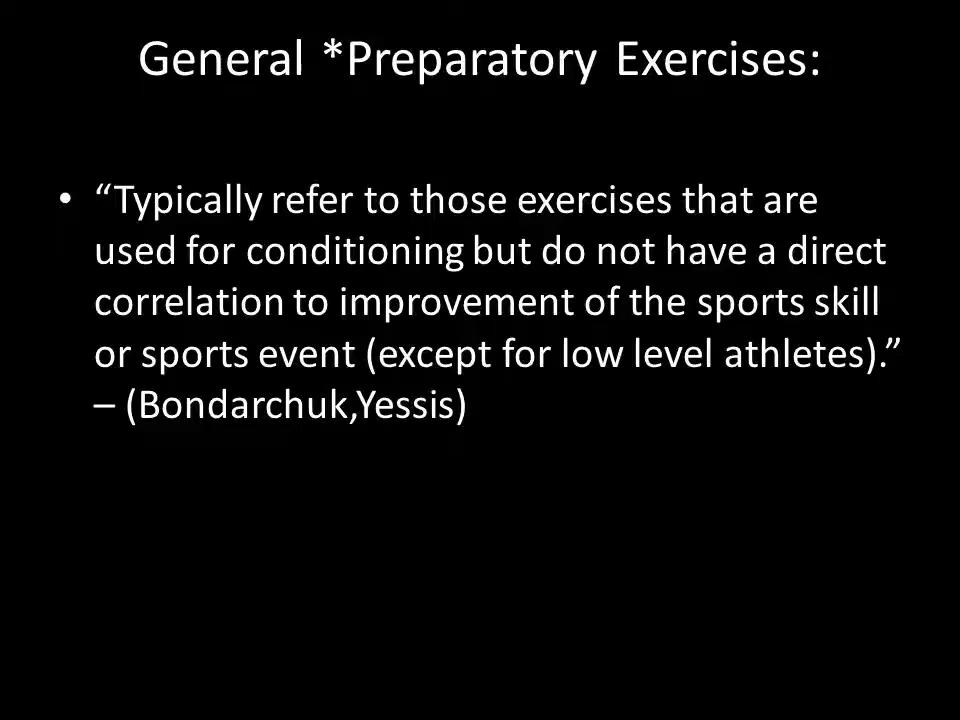 General *Preparatory Exercises:
• “Typically refer to those exercises that are
used for conditioning but do not have a direct
correlation to improvement of the sports skill
or sports event (except for low level athletes).”
– (Bondarchuk,Yessis)